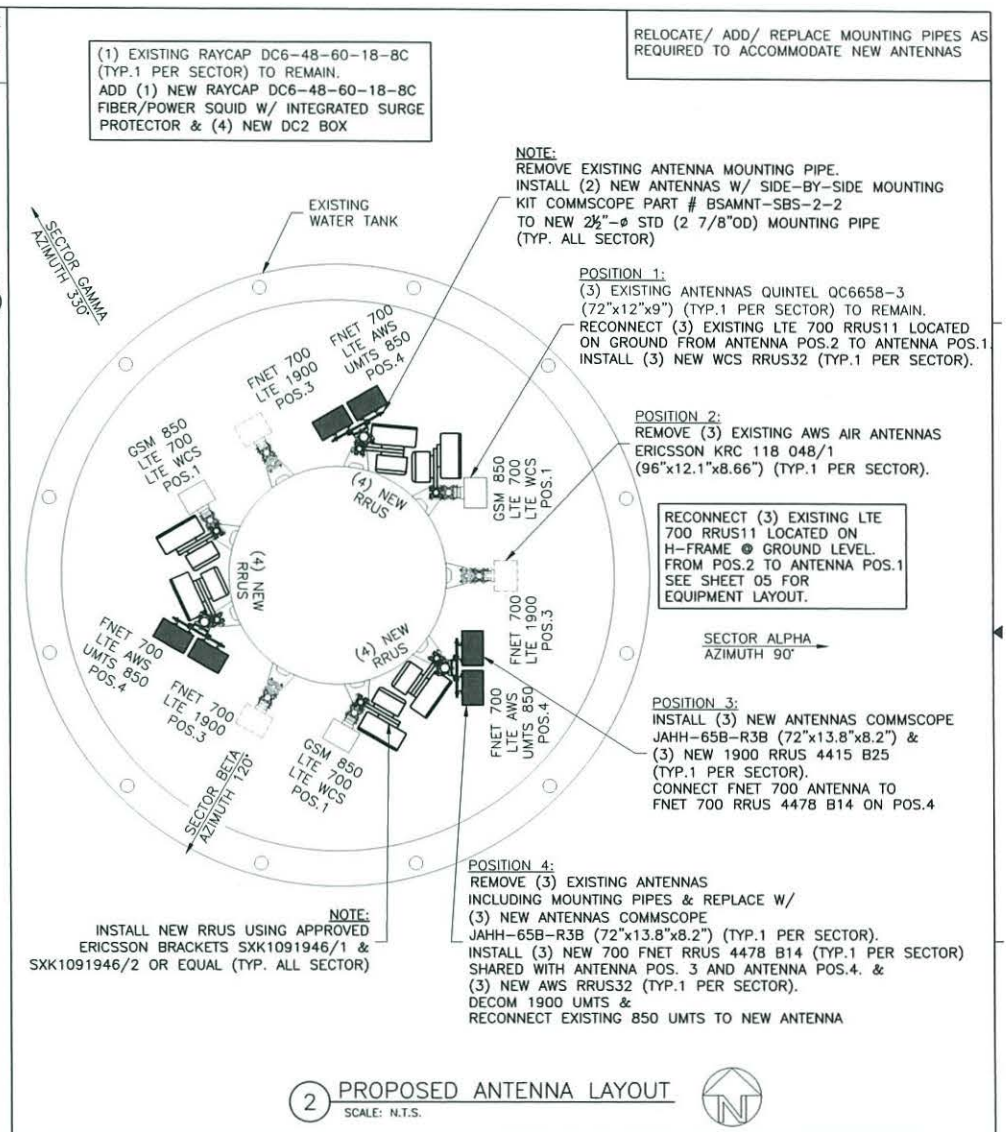 (1) EXISTING RAYCAP DC6-48-60-18-8C
(TYP.1 PER SECTOR) TO REMAIN.
ADD (1) NEW RAYCAP DC6-48-60-18-8C
FIBER/POWER SQUID W/ INTEGRATED SURGE
PROTECTOR & (4) NEW DC2 BOX
RELOCATE/ ADD/ REPLACE MOUNTING PIPES AS
REQUIRED TO ACCOMMODATE NEW ANTENNAS
NOTE:
REMOVE EXISTING ANTENNA MOUNTING PIPE.
INSTALL (2) NEW ANTENNAS W/ SIDE-BY-SIDE MOUNTING
KIT COMMSCOPE PART # BSAMNT-SBS-2-2
TO NEW 2½"-ø STD (2 7/8"OD) MOUNTING PIPE
(TYP. ALL SECTOR)
EXISTING
WATER TANK
SECTOR GAMMA
AZIMUTH 330°
POSITION 1:
(3) EXISTING ANTENNAS QUINTEL QC6658-3
(72"x12"x9") (TYP.1 PER SECTOR) TO REMAIN.
RECONNECT (3) EXISTING LTE 700 RRUS11 LOCATED
ON GROUND FROM ANTENNA POS.2 TO ANTENNA POS.1.
INSTALL (3) NEW WCS RRUS32 (TYP.1 PER SECTOR).
FNET 700
LTE AWS
UMTS 850
POS.4
FNET 700
LTE 1900
POS.3
GSM 850
LTE 700
LTE WCS
POS.1
(4) NEW
RRUS
GSM 850
LTE 700
LTE WCS
POS.1
POSITION 2:
REMOVE (3) EXISTING AWS AIR ANTENNAS
ERICSSON KRC 118 048/1
(96"x12.1"x8.66") (TYP.1 PER SECTOR).
RECONNECT (3) EXISTING LTE
700 RRUS11 LOCATED ON
H-FRAME @ GROUND LEVEL.
FROM POS.2 TO ANTENNA POS.1
SEE SHEET 05 FOR
EQUIPMENT LAYOUT.
(4) NEW
RRUS
FNET 700
LTE 1900
POS.3
(4) NEW
RRUS
SECTOR ALPHA
AZIMUTH 90°
FNET 700
LTE AWS
UMTS 850
POS.4
FNET 700
LTE 1900
POS.3
FNET 700
LTE AWS
UMTS 850
POS.4
GSM 850
LTE 700
LTE WCS
POS.1
SECTOR BETA
AZIMUTH 120°
POSITION 3:
INSTALL (3) NEW ANTENNAS COMMSCOPE
JAHH-65B-R3B (72"x13.8"x8.2") &
(3) NEW 1900 RRUS 4415 B25
(TYP.1 PER SECTOR).
CONNECT FNET 700 ANTENNA TO
FNET 700 RRUS 4478 B14 ON POS.4
POSITION 4:
REMOVE (3) EXISTING ANTENNAS
INCLUDING MOUNTING PIPES & REPLACE W/
(3) NEW ANTENNAS COMMSCOPE
JAHH-65B-R3B (72"x13.8"x8.2") (TYP.1 PER SECTOR).
INSTALL (3) NEW 700 FNET RRUS 4478 B14 (TYP.1 PER SECTOR)
SHARED WITH ANTENNA POS. 3 AND ANTENNA POS.4. &
(3) NEW AWS RRUS32 (TYP.1 PER SECTOR).
DECOM 1900 UMTS &
RECONNECT EXISTING 850 UMTS TO NEW ANTENNA
NOTE:
INSTALL NEW RRUS USING APPROVED
ERICSSON BRACKETS SXK1091946/1 &
SXK1091946/2 OR EQUAL (TYP. ALL SECTOR)
2 PROPOSED ANTENNA LAYOUT
SCALE: N.T.S.
N